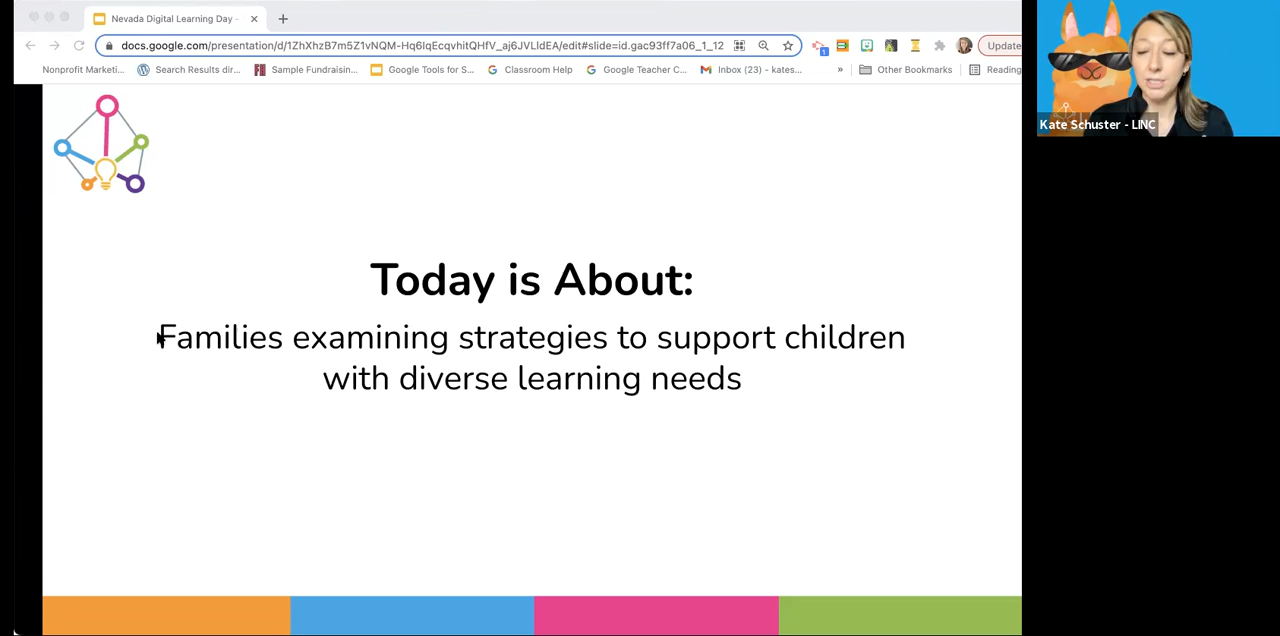 Nevada Digital Learning Day -
docs.google.com/presentation/d/1ZhXhzB7m5Z1vNQM-Hq6IqEcqvhitQHfV_aj6JVLldEA/edit#slide=id.gac93ff7a06_1_12
1
Update
Nonprofit Marketi... Search Results dir... Sample Fundraisin... Google Tools for S... Classroom Help Google Teacher C... Inbox (23) - kates... » Other Bookmarks Reading
Kate Schuster - LINC
Today is About:
Families examining strategies to support children
with diverse learning needs